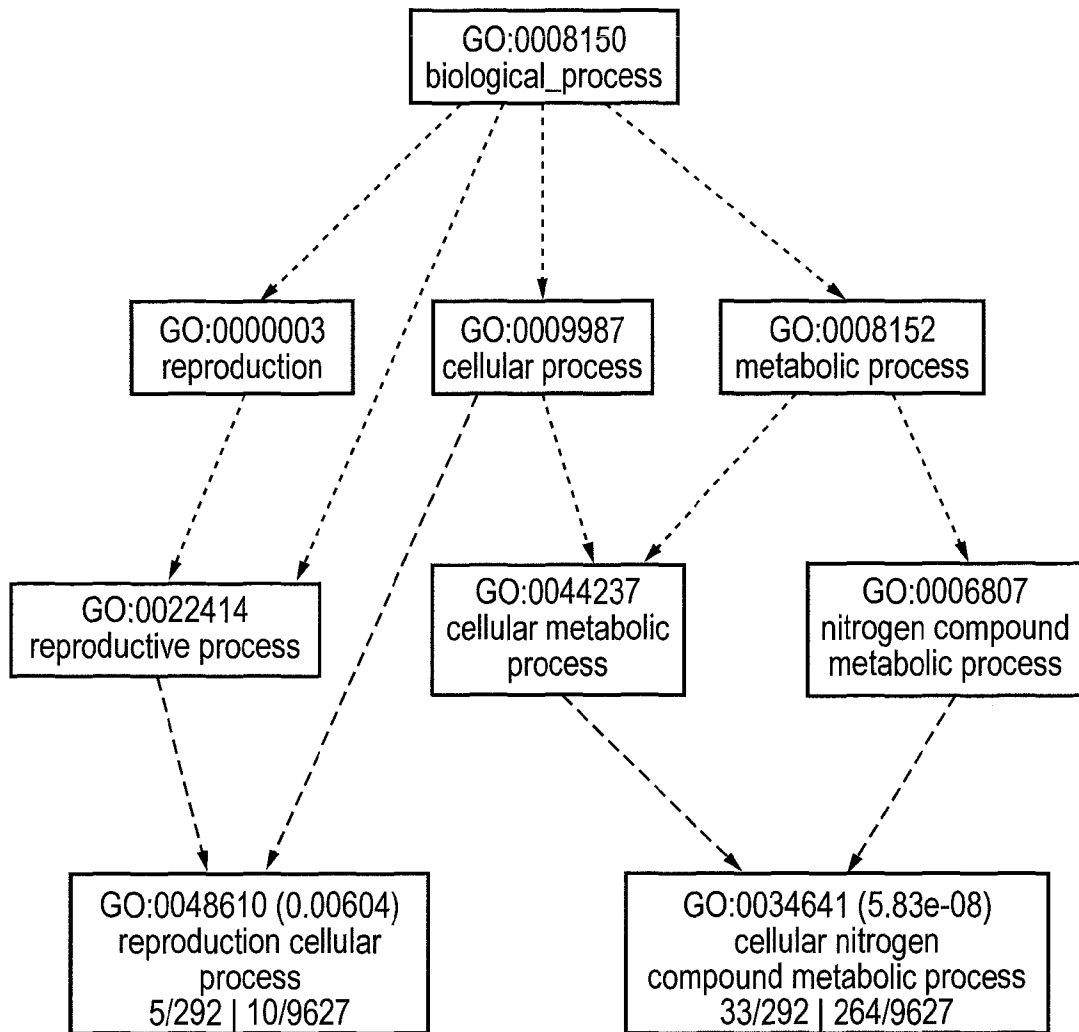 GO:0008150
biological_process
GO:0000003
reproduction
GO:0009987
cellular process
GO:0008152
metabolic process
GO:0022414
reproductive process
GO:0044237
cellular metabolic
process
GO:0006807
nitrogen compound
metabolic process
GO:0048610 (0.00604)
reproduction cellular
process
5/292 | 10/9627
GO:0034641 (5.83e-08)
cellular nitrogen
compound metabolic process
33/292 | 264/9627